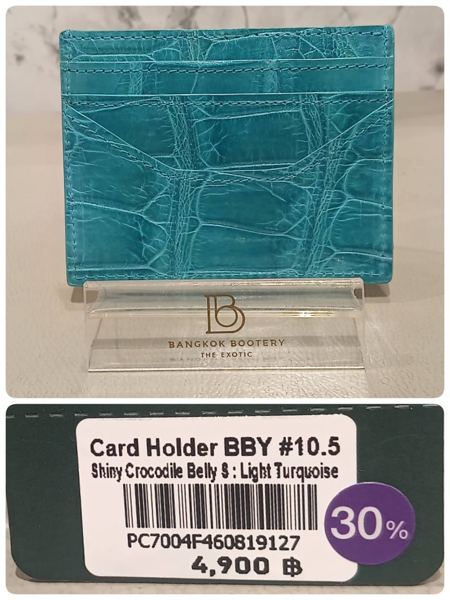 B
BANGKOK BOOTERY
THE EXOTIC
Card Holder BBY #10.5
Shiny Crocodile Belly S : Light Turquoise
PC7004F460819127
4,900 ฿
30%